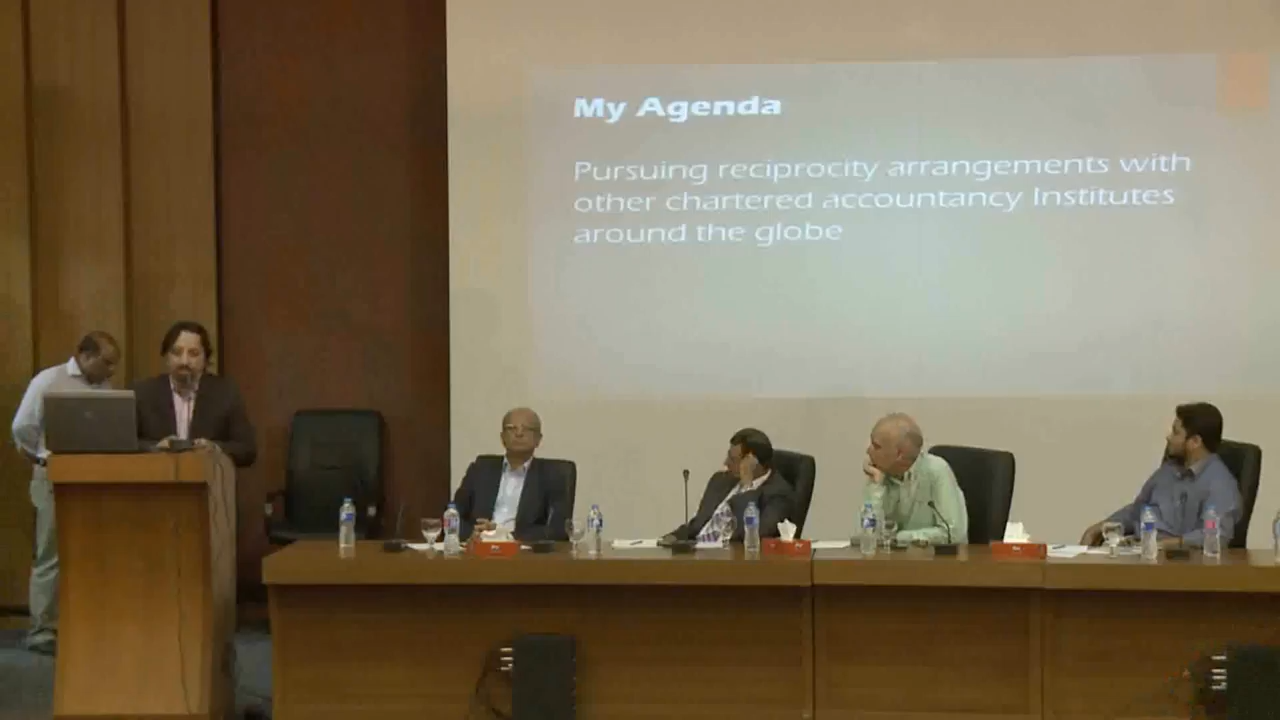 My Agenda
Pursuing reciprocity arrangements with
other chartered accountancy Institutes
around the globe